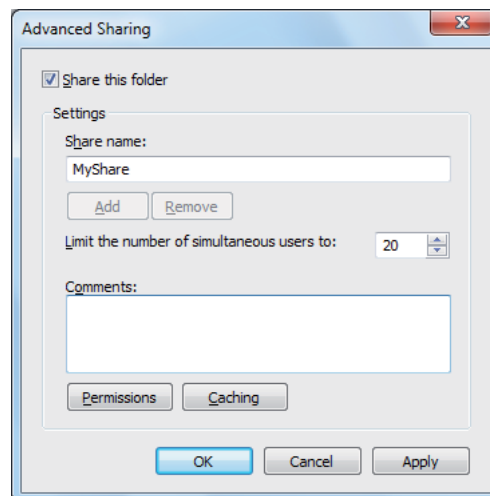 Advanced Sharing
Share this folder
Settings
Share name:
MyShare
Add Remove
Limit the number of simultaneous users to: 20
Comments:
Permissions Caching
OK Cancel Apply